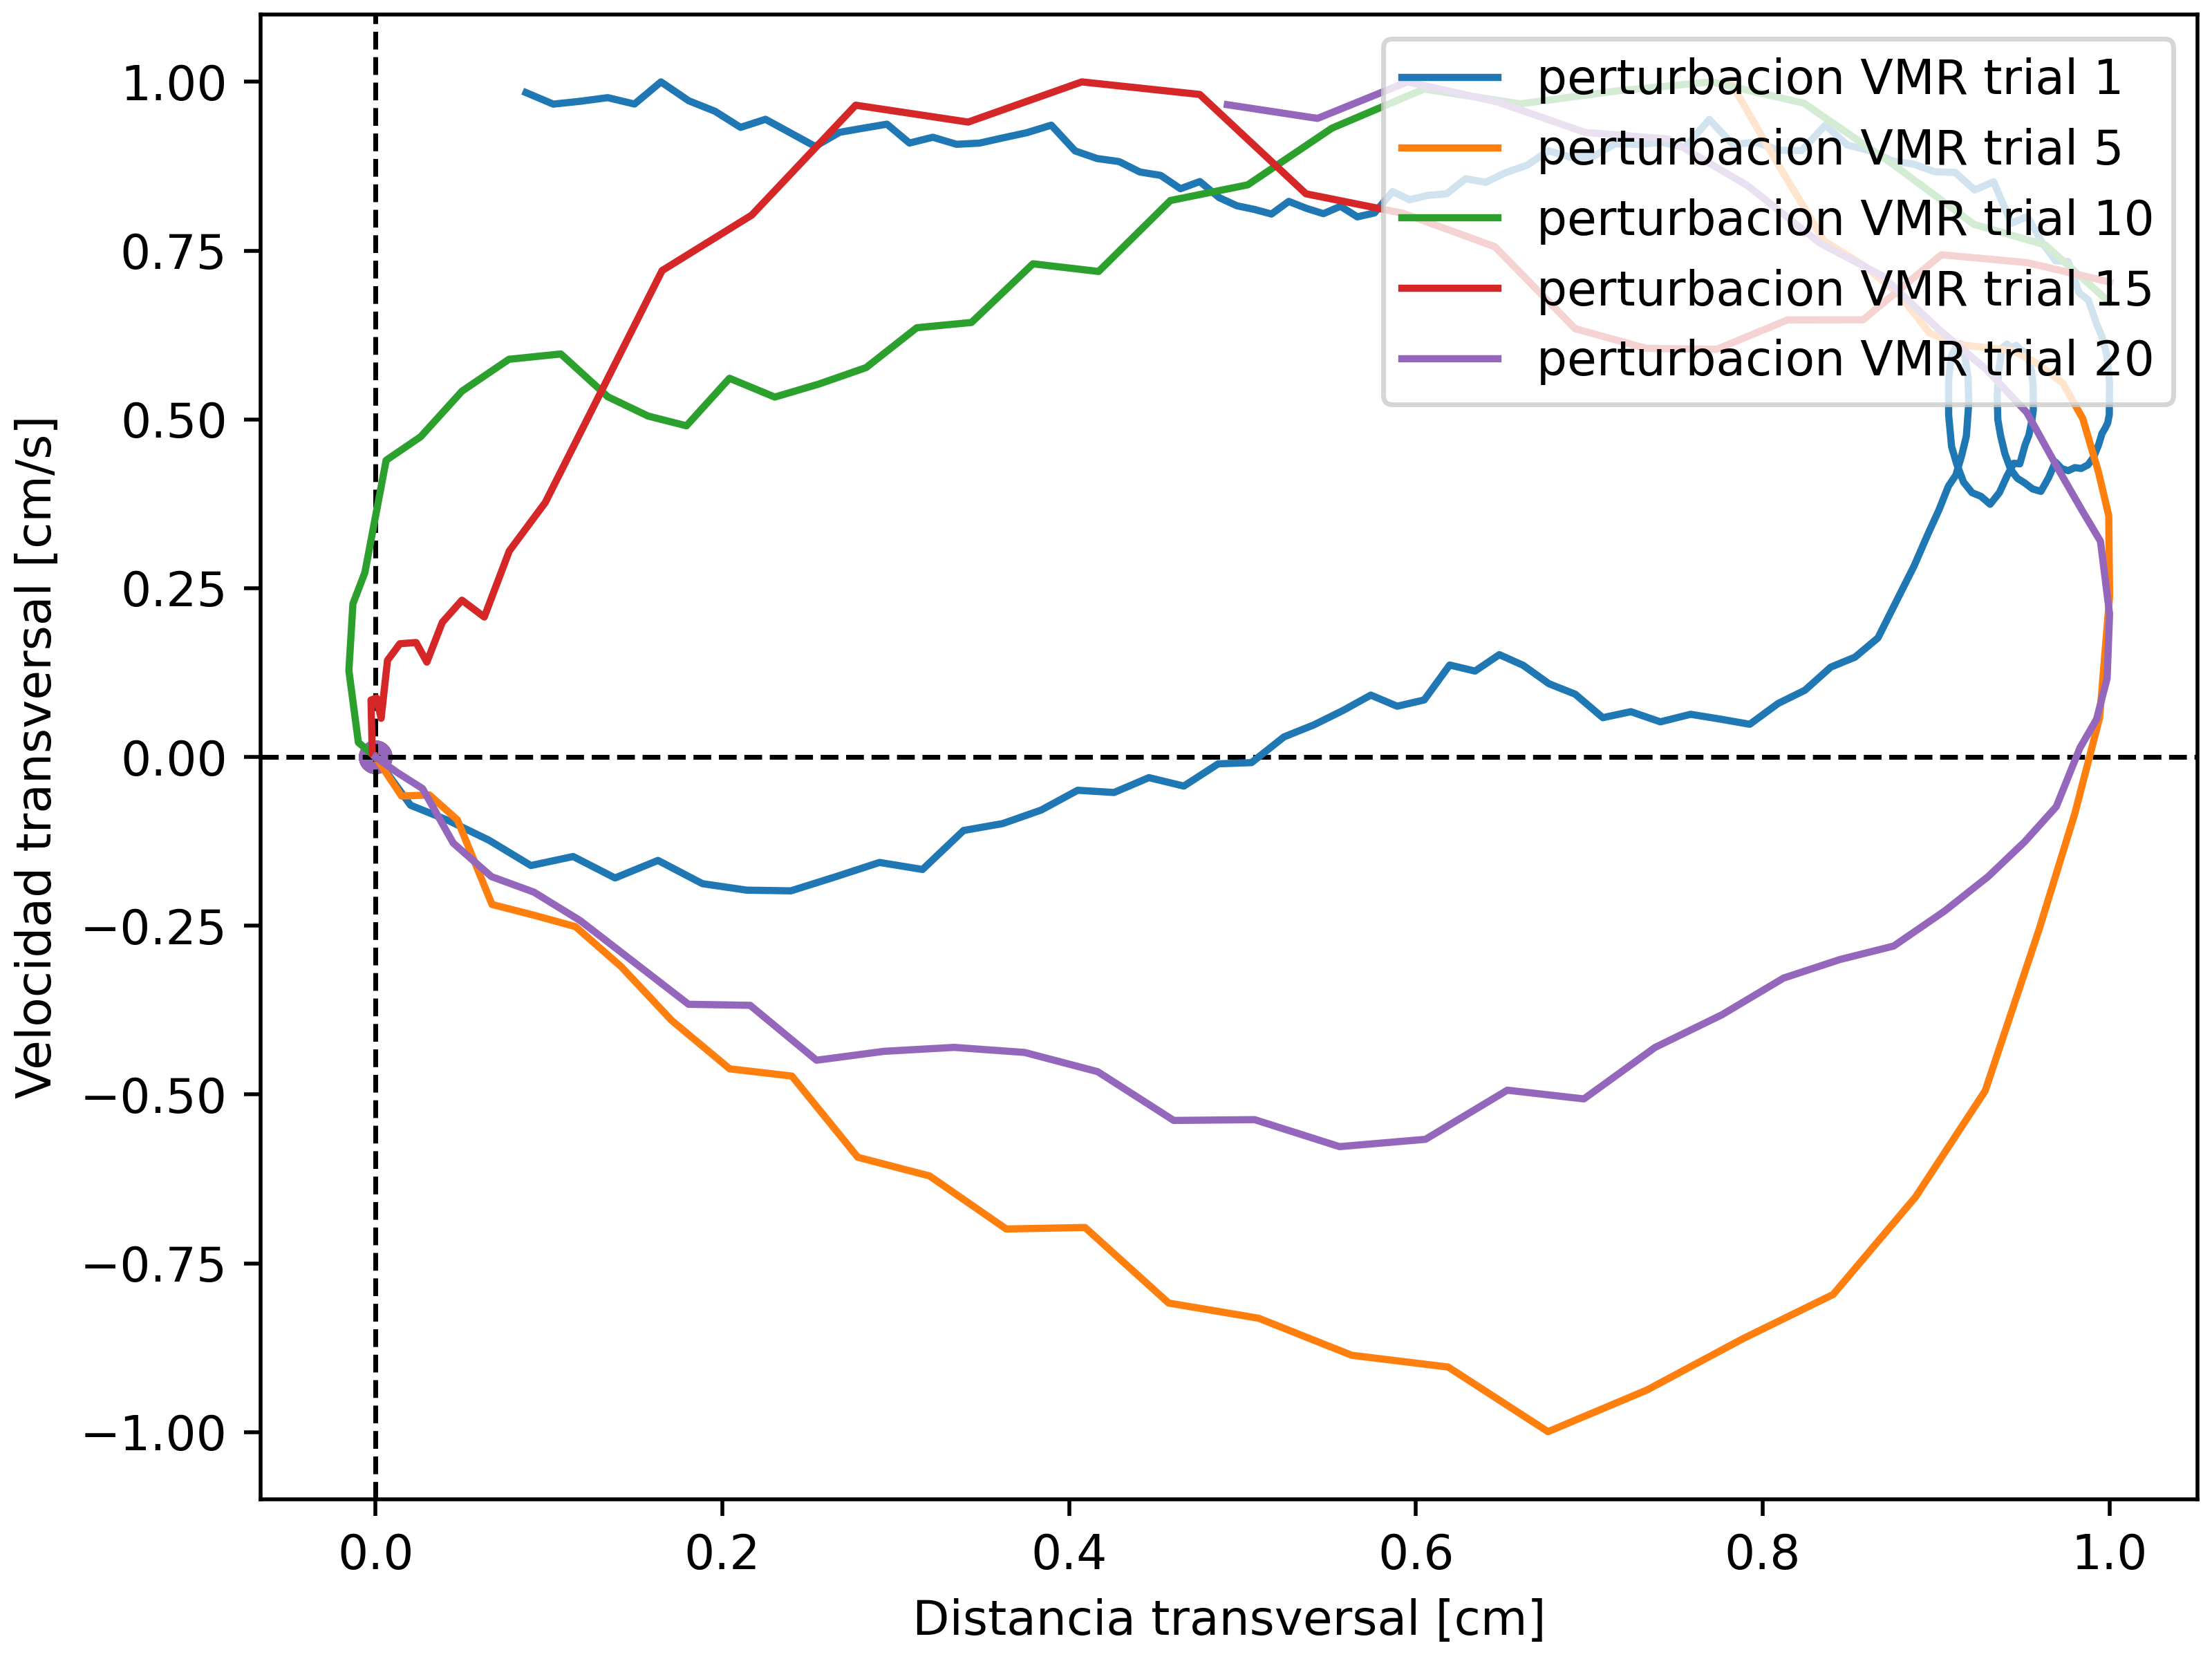 perturbacion VMR trial 1
perturbacion VMR trial 5
perturbacion VMR trial 10
perturbacion VMR trial 15
perturbacion VMR trial 20
1.00
0.75
0.50
0.25
0.00
−0.25
−0.50
−0.75
−1.00
Velocidad transversal [cm/s]
0.0 0.2 0.4 0.6 0.8 1.0
Distancia transversal [cm]